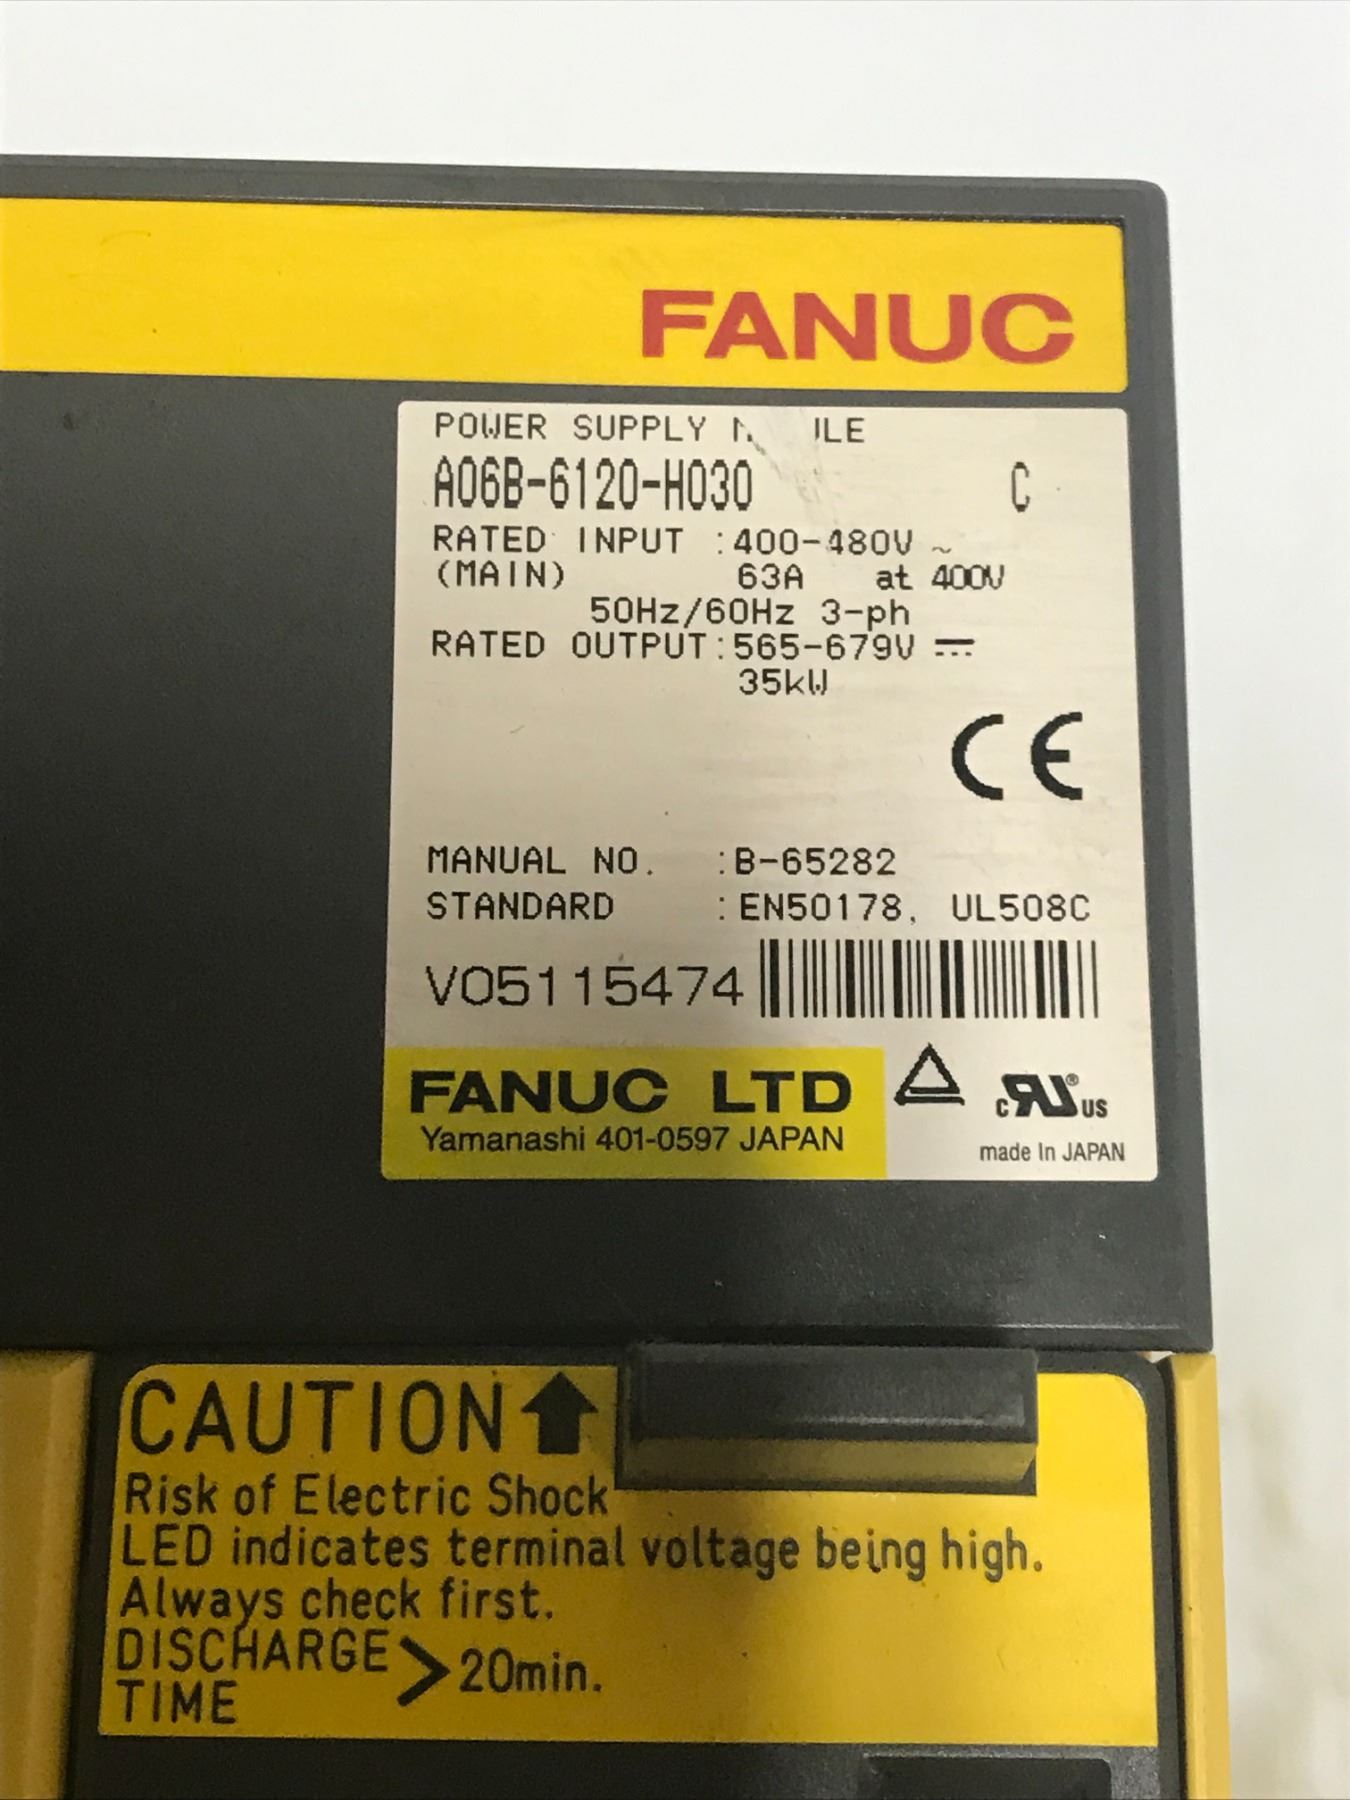 FANUC
POWER SUPPLY
A06B-6120-H030 C
RATED INPUT :400-480V ~
(MAIN) 63A at 400V
50Hz/60Hz 3-ph
RATED OUTPUT:565-679V ⎓
35kW
CE
MANUAL NO. :B-65282
STANDARD :EN50178, UL508C
V05115474
FANUC LTD
Yamanashi 401-0597 JAPAN
c RU ® US
made In JAPAN
CAUTION
Risk of Electric Shock
LED indicates terminal voltage being high.
Always check first.
DISCHARGE TIME > 20min.